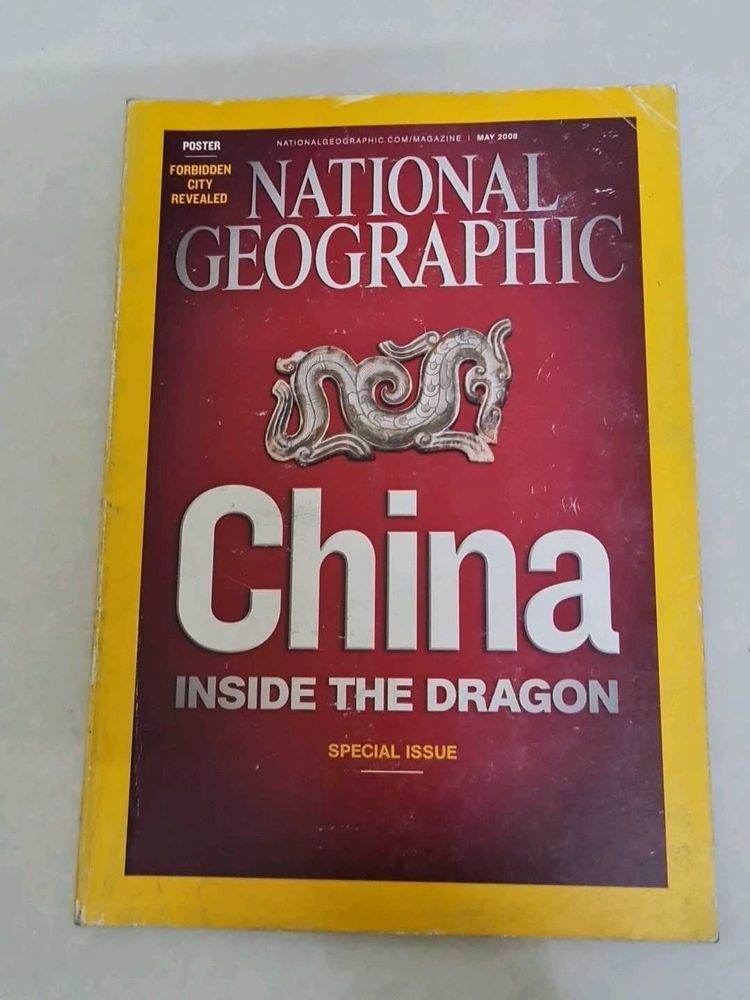 POSTER
FORBIDDEN
CITY
REVEALED
NATIONALGEOGRAPHIC.COM/MAGAZINE | MAY 2008
NATIONAL
GEOGRAPHIC
China
INSIDE THE DRAGON
SPECIAL ISSUE